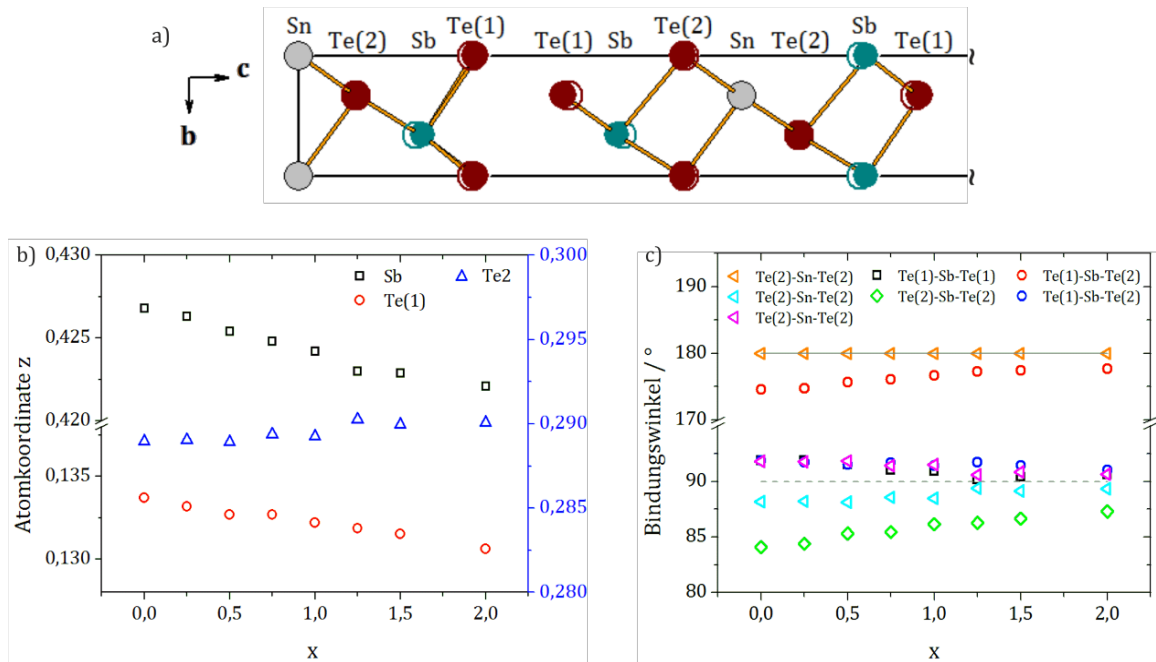 a)
Sn Te(2) Sb Te(1) Te(1) Sb Te(2) Sn Te(2) Sb Te(1)
c
b
b)
0,430
0,425
0,420
0,135
0,130
Atomkoordinate z
Sb
Te(1)
Te2
0,300
0,295
0,290
0,285
0,280
0,0 0,5 1,0 1,5 2,0
x
c)
190
180
170
90
85
80
Bindungswinkel / °
Te(2)-Sn-Te(2) Te(1)-Sb-Te(1) Te(1)-Sb-Te(2)
Te(2)-Sn-Te(2) Te(2)-Sb-Te(2) Te(1)-Sb-Te(2)
Te(2)-Sn-Te(2)
0,0 0,5 1,0 1,5 2,0
x